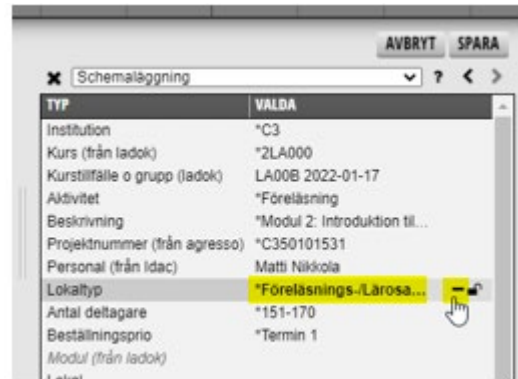 AVBRYT SPARA
Schemaläggning ?
TYP VALDA
Institution *C3
Kurs (från ladok) *2LA000
Kurstillfälle o grupp (ladok) LA00B 2022-01-17
Aktivitet *Föreläsning
Beskrivning *Modul 2: Introduktion til...
Projektnummer (från agresso) *C350101531
Personal (från Idac) Matti Nikkola
Lokaltyp *Föreläsnings-/Lärosa...
Antal deltagare *151-170
Beställningsprio *Termin 1
Modul (från ladok)
Lokal